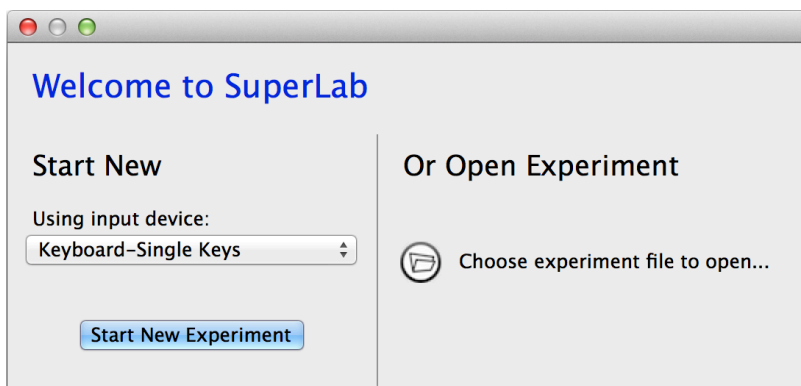 Welcome to SuperLab
Start New
Using input device:
Keyboard-Single Keys
Start New Experiment
Or Open Experiment
Choose experiment file to open...